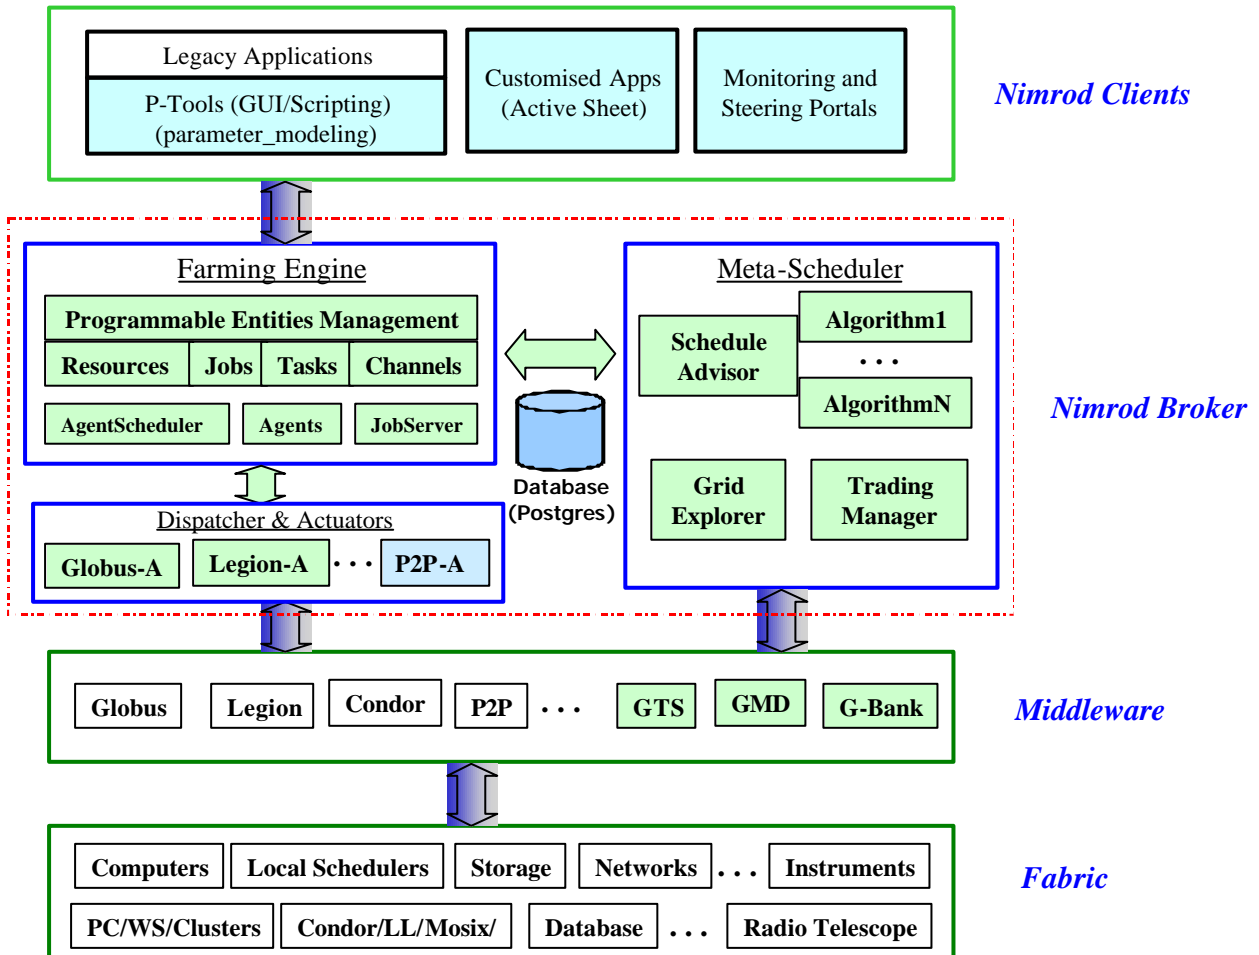 Legacy Applications
P-Tools (GUI/Scripting)
(parameter_modeling)
Customised Apps
(Active Sheet)
Monitoring and
Steering Portals
Nimrod Clients
Farming Engine
Programmable Entities Management
Resources
Jobs
Tasks
Channels
AgentScheduler
Agents
JobServer
Meta-Scheduler
Schedule
Advisor
Algorithm1
. . .
AlgorithmN
Grid
Explorer
Trading
Manager
Database
(Postgres)
Nimrod Broker
Dispatcher & Actuators
Globus-A
Legion-A
. . .
P2P-A
Globus
Legion
Condor
P2P
. . .
GTS
GMD
G-Bank
Middleware
Computers
Local Schedulers
Storage
Networks
. . .
Instruments
Fabric
PC/WS/Clusters
Condor/LL/Mosix/
Database
. . .
Radio Telescope